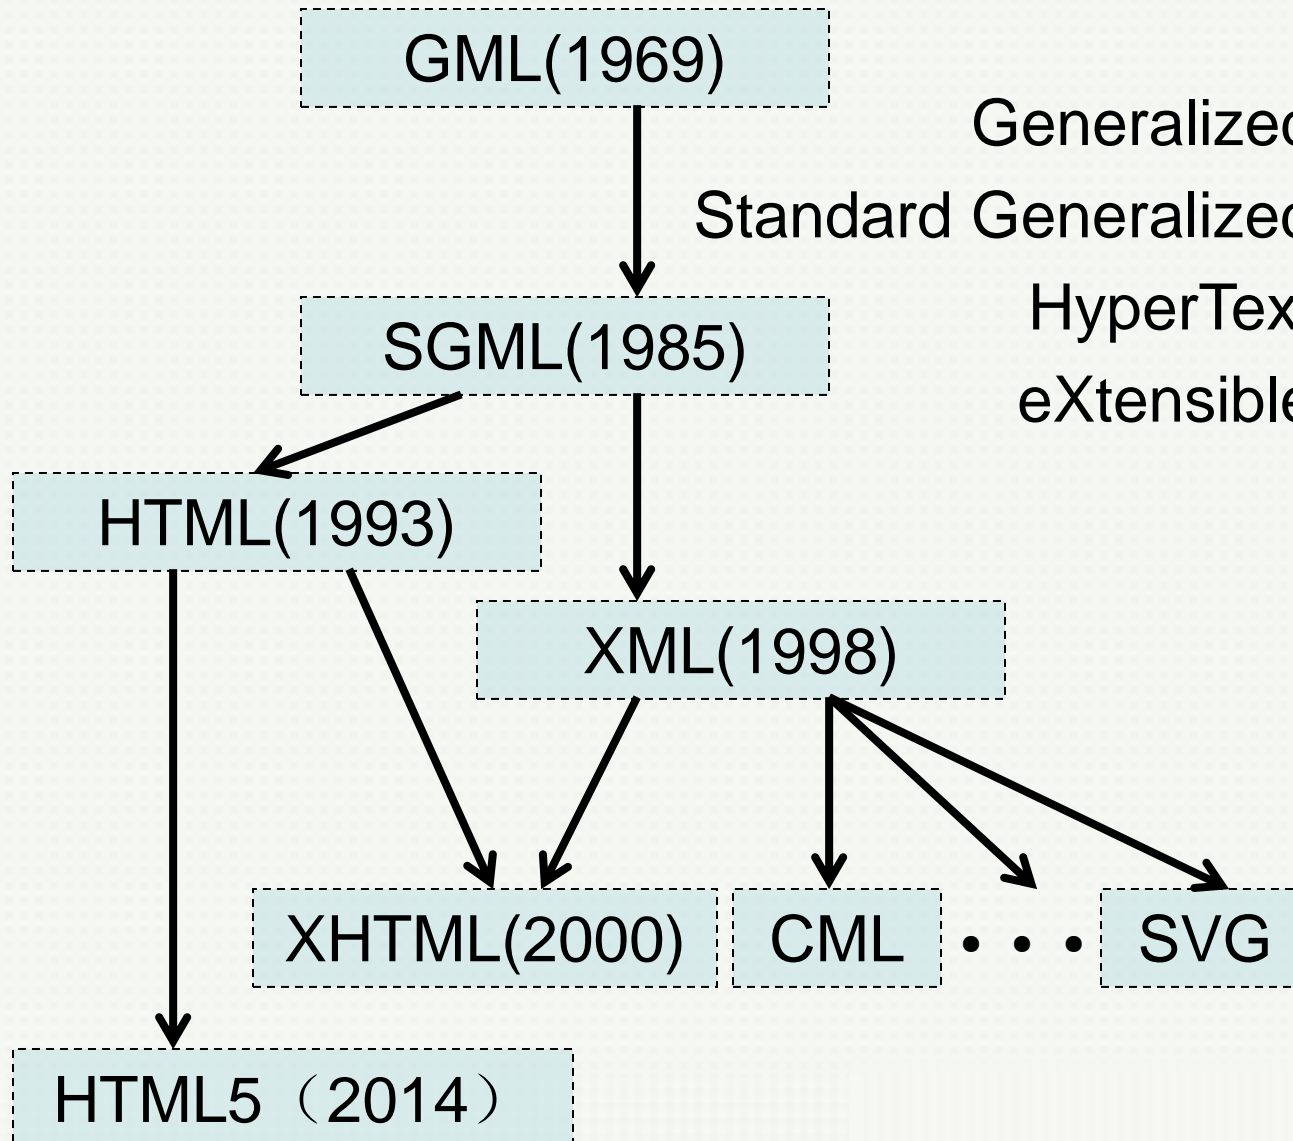 GML(1969)
Generalized
Standard Generalized
HyperTex
eXtensible
SGML(1985)
HTML(1993)
XML(1998)
XHTML(2000)
CML
• • •
SVG
HTML5（2014）